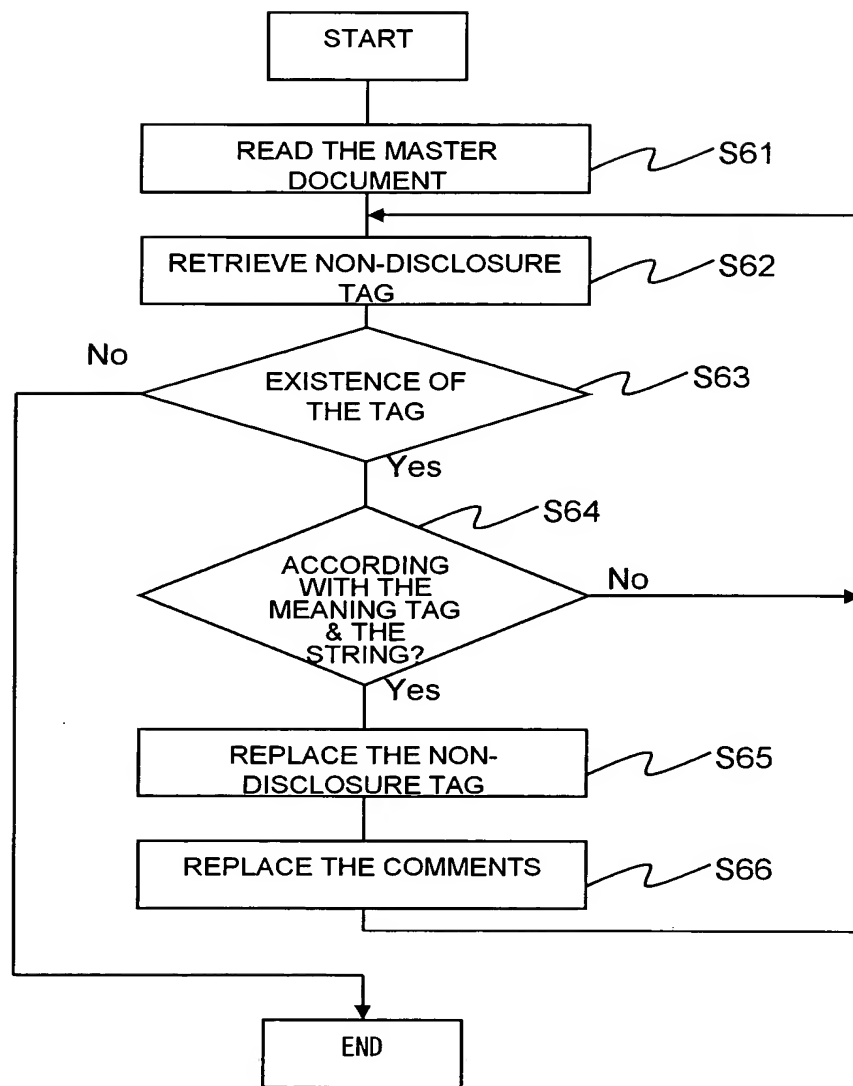 START
READ THE MASTER
DOCUMENT
S61
RETRIEVE NON-DISCLOSURE
TAG
S62
No
EXISTENCE OF
THE TAG
S63
Yes
S64
ACCORDING
WITH THE
MEANING TAG
& THE
STRING?
No
Yes
REPLACE THE NON-
DISCLOSURE TAG
S65
REPLACE THE COMMENTS
S66
END